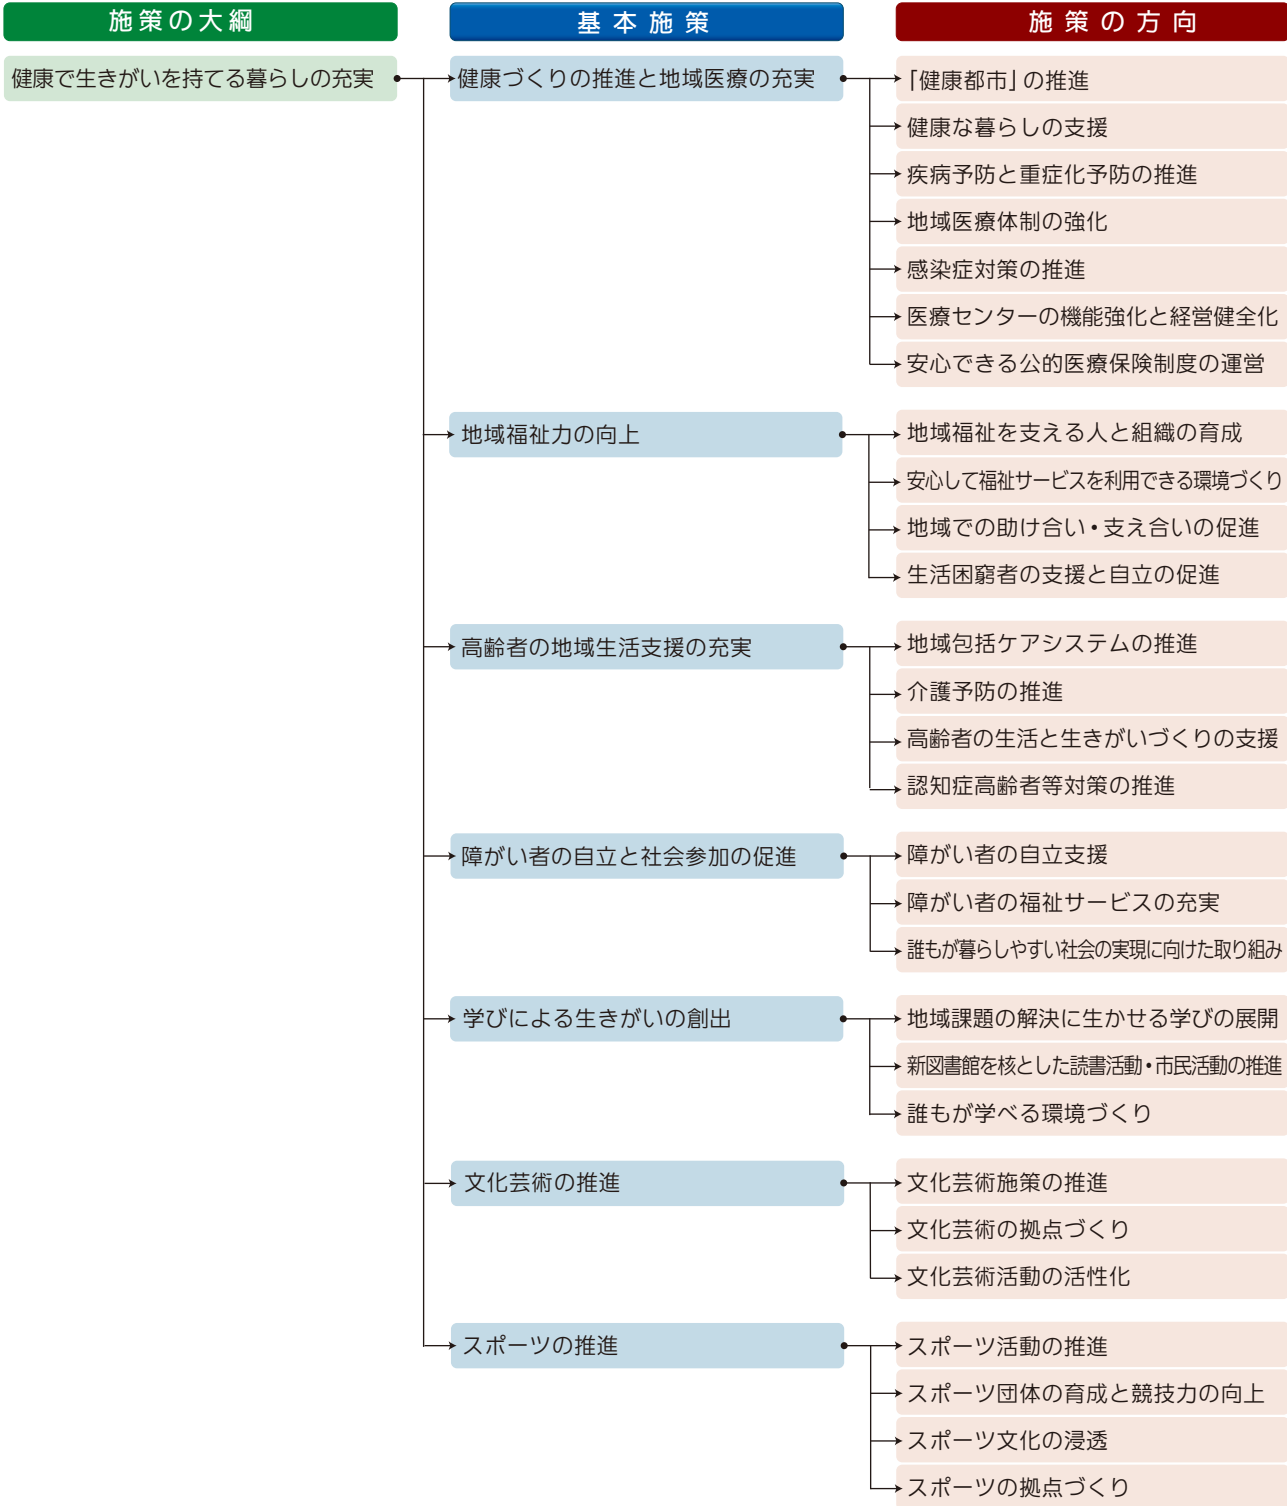 施策の大綱
基本施策
施策の方向
健康で生きがいを持てる暮らしの充実
健康づくりの推進と地域医療の充実
「健康都市」の推進
健康な暮らしの支援
疾病予防と重症化予防の推進
地域医療体制の強化
感染症対策の推進
医療センターの機能強化と経営健全化
安心できる公的医療保険制度の運営
地域福祉力の向上
地域福祉を支える人と組織の育成
安心して福祉サービスを利用できる環境づくり
地域での助け合い・支え合いの促進
生活困窮者の支援と自立の促進
高齢者の地域生活支援の充実
地域包括ケアシステムの推進
介護予防の推進
高齢者の生活と生きがいづくりの支援
認知症高齢者等対策の推進
障がい者の自立と社会参加の促進
障がい者の自立支援
障がい者の福祉サービスの充実
誰もが暮らしやすい社会の実現に向けた取り組み
学びによる生きがいの創出
地域課題の解決に生かせる学びの展開
新図書館を核とした読書活動・市民活動の推進
誰もが学べる環境づくり
文化芸術の推進
文化芸術施策の推進
文化芸術の拠点づくり
文化芸術活動の活性化
スポーツの推進
スポーツ活動の推進
スポーツ団体の育成と競技力の向上
スポーツ文化の浸透
スポーツの拠点づくり